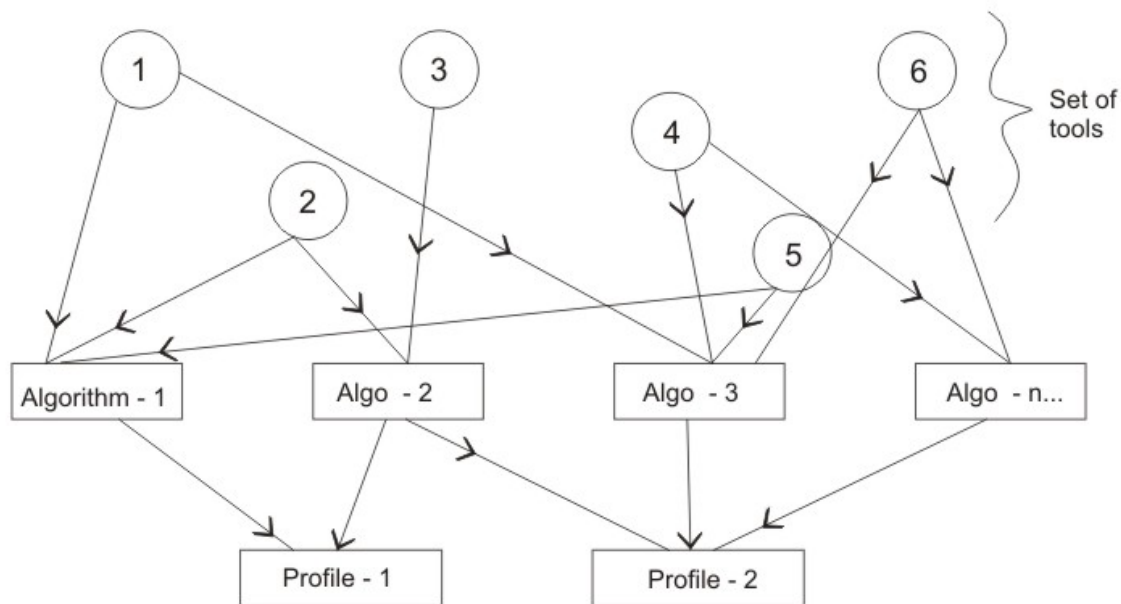 1
3
6
4
Set of
tools
2
5
Algorithm - 1
Algo - 2
Algo - 3
Algo - n...
Profile - 1
Profile - 2